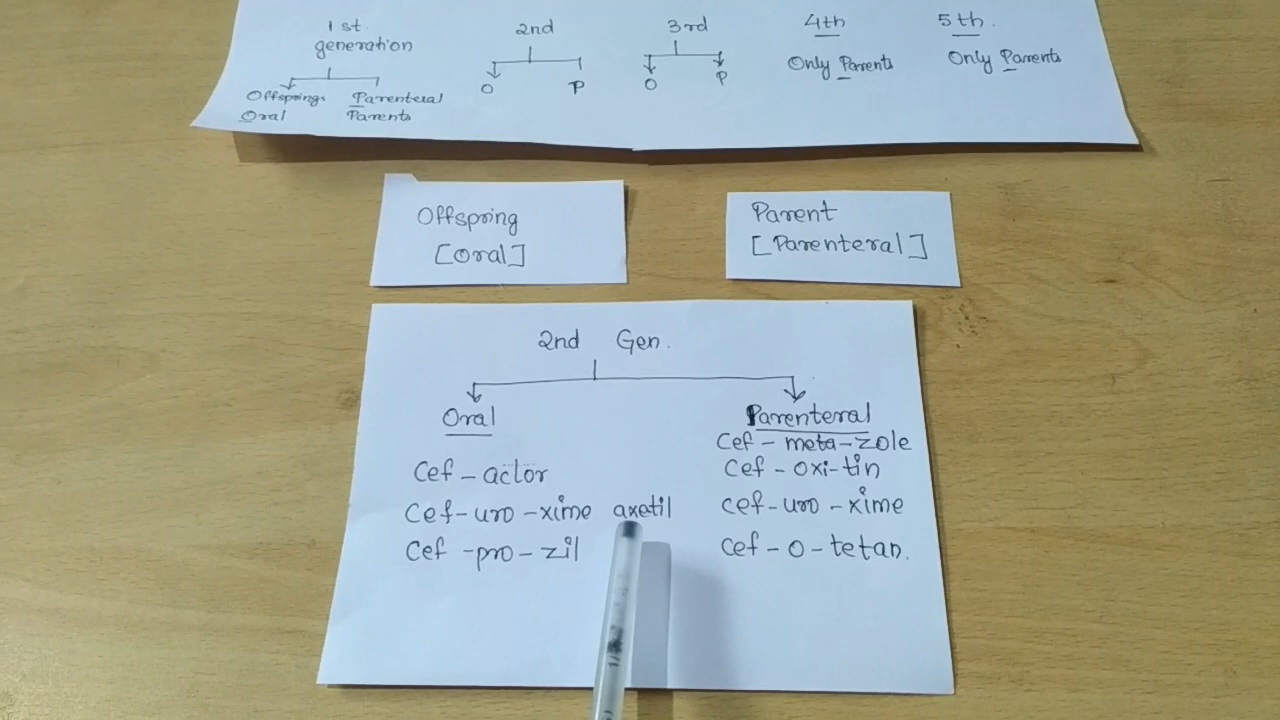 1st. 2nd 3rd 4th 5th.
generation
Only Parents Only Parents
O P O P
Offsprings Parenteral
Oral Parents
Offspring
[Oral]
Parent
[Parenteral]
2nd Gen.
Oral
Cef - actor
Cef - uro - xime axetil
Cef - pro - zil
Parenteral
Cef - meta - zole
Cef - oxi - tin
Cef - uro - xime
Cef - o - tetan.